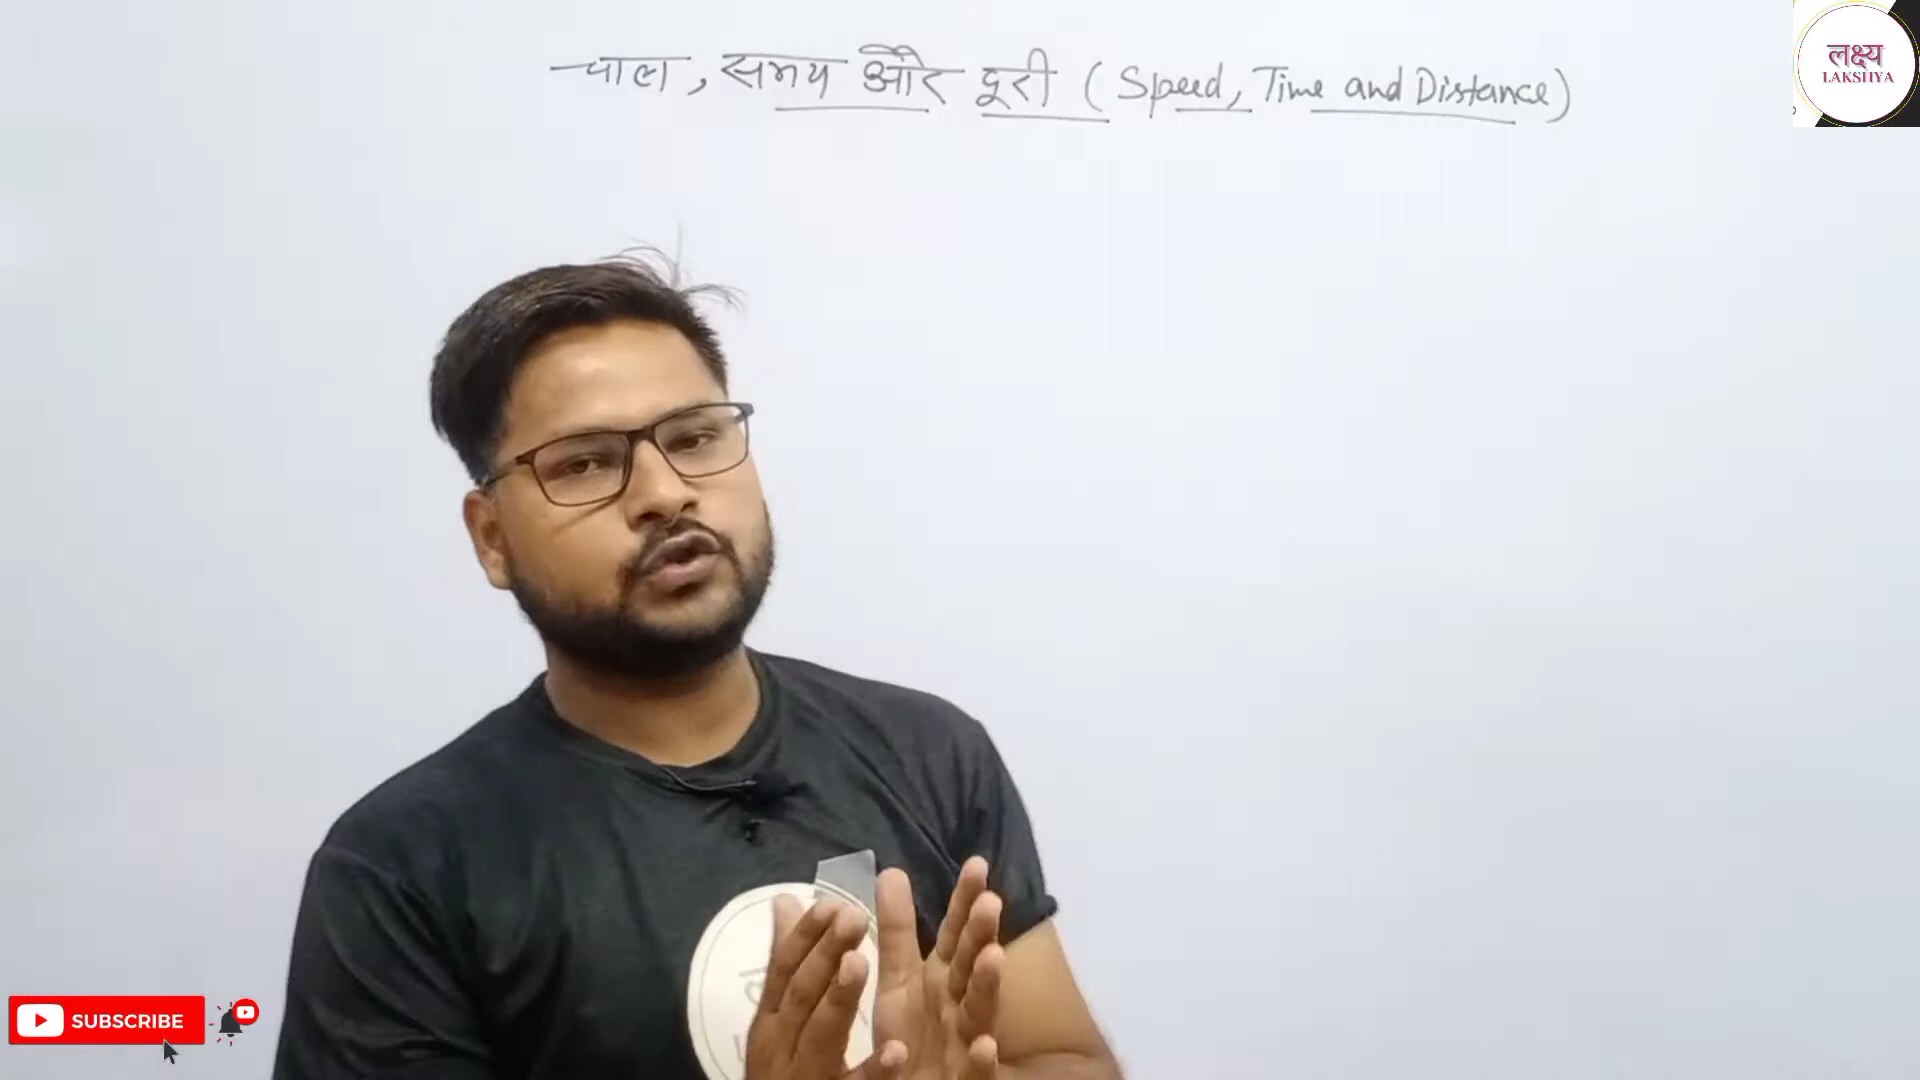 चाल, समय और दूरी (Speed, Time and Distance)
लक्ष्य
LAKSHYA
SUBSCRIBE